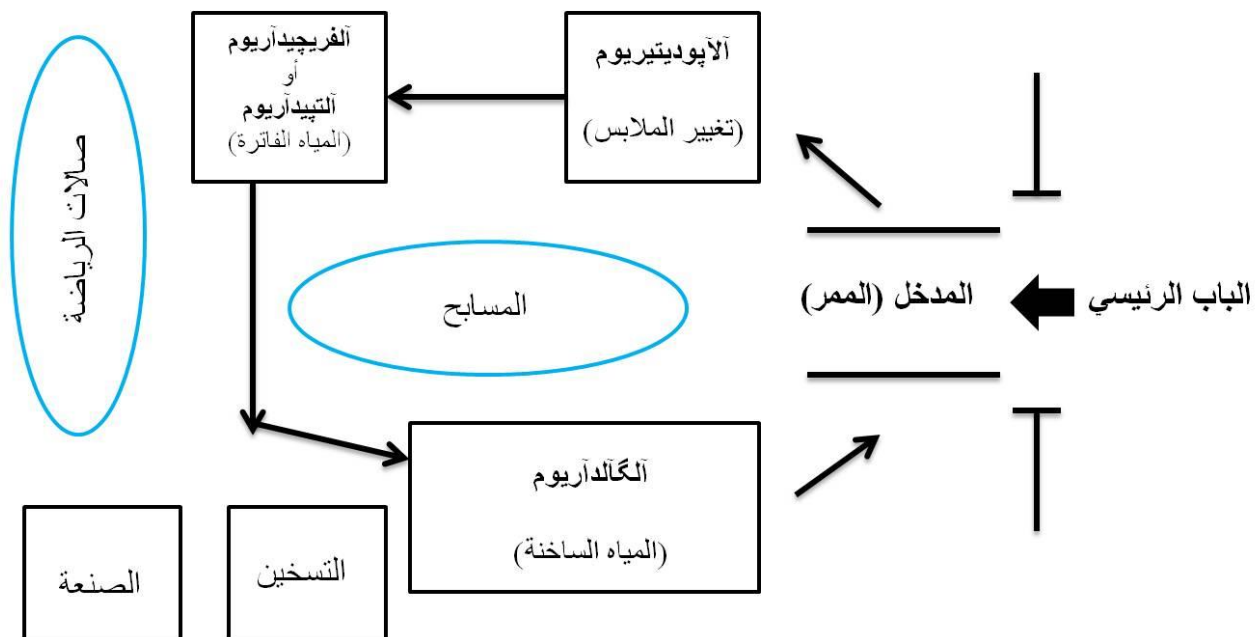 الباب الرئيسي
المدخل (الممر)
آلآپوديتيريوم
(تغيير الملابس)
آلفريچيدآريوم
أو
آلتپيدآريوم
(المياه الفاترة)
صالات الرياضة
المسابح
آلگآلدآريوم
(المياه الساخنة)
التسخين
الصنعة